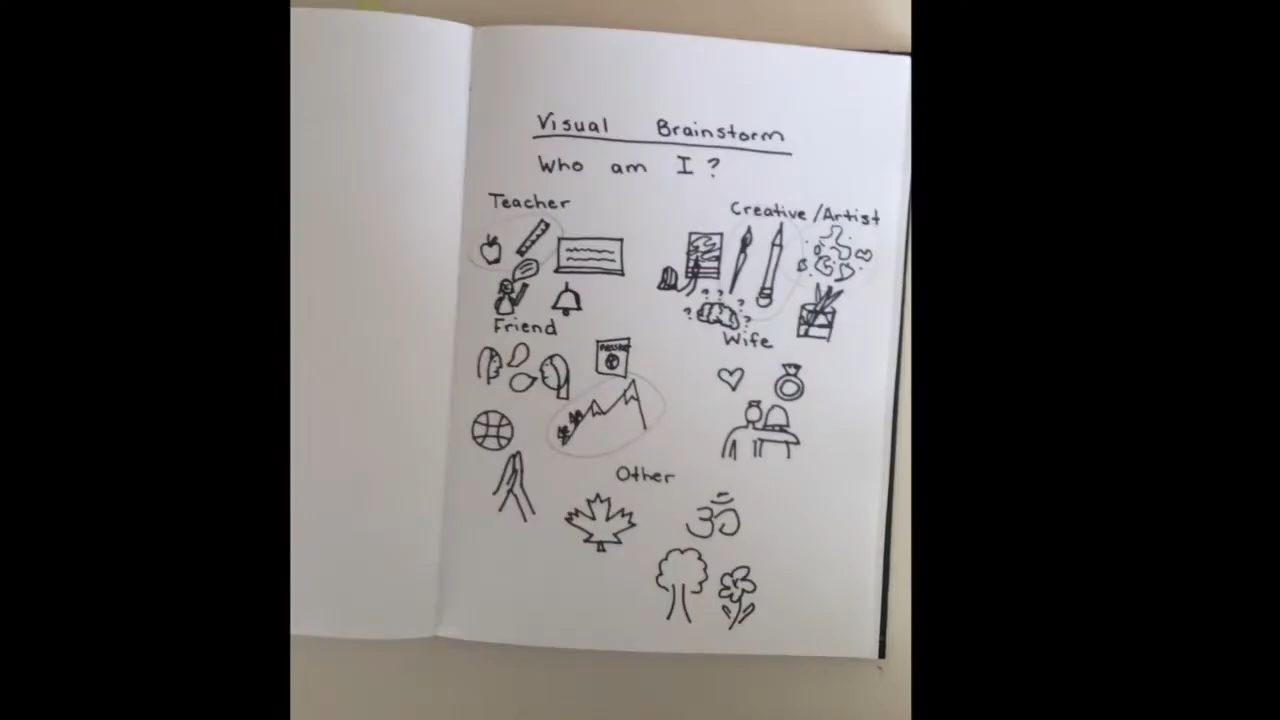 Visual Brainstorm
Who am I?
Teacher
Creative/Artist
Friend
Wife
Other
ॐ